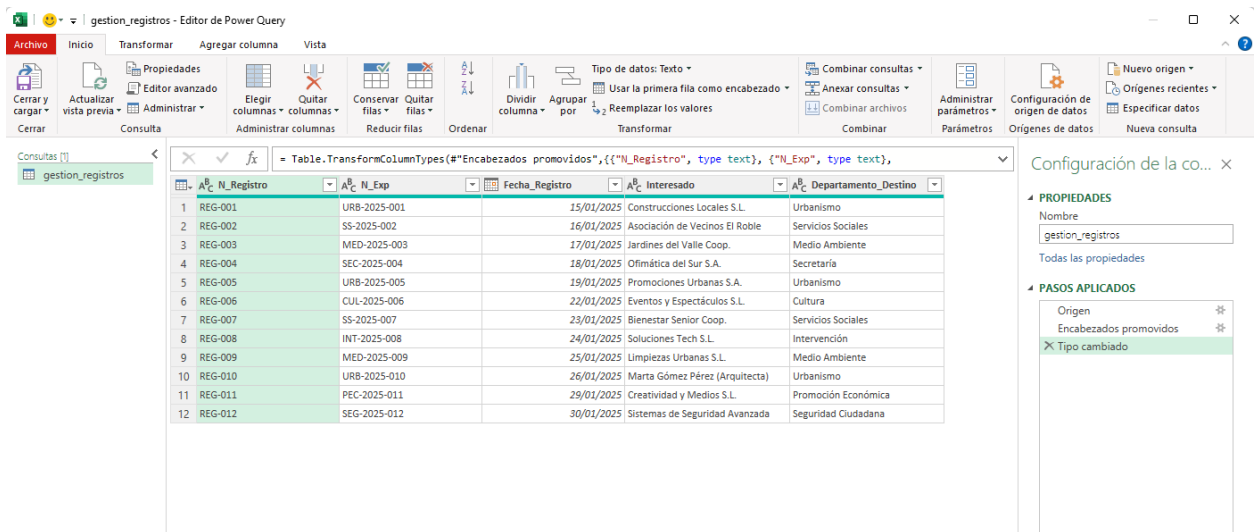 gestion_registros - Editor de Power Query
Archivo Inicio Transformar Agregar columna Vista
Cerrar y cargar
Cerrar
Actualizar vista previa
Propiedades
Editor avanzado
Administrar
Consulta
Elegir columnas
Quitar columnas
Administrar columnas
Conservar filas
Quitar filas
Reducir filas
Ordenar
Dividir columna
Agrupar por
Tipo de datos: Texto
Usar la primera fila como encabezado
1 2 Reemplazar los valores
Transformar
Combinar consultas
Anexar consultas
Combinar archivos
Combinar
Administrar parámetros
Parámetros
Configuración de origen de datos
Orígenes de datos
Nuevo origen
Orígenes recientes
Especificar datos
Nueva consulta
Consultas [1]
gestion_registros
fx = Table.TransformColumnTypes(#"Encabezados promovidos",{{"N_Registro", type text}, {"N_Exp", type text},
ABC N_Registro ABC N_Exp Fecha_Registro ABC Interesado ABC Departamento_Destino
1 REG-001 URB-2025-001 15/01/2025 Construcciones Locales S.L. Urbanismo
2 REG-002 SS-2025-002 16/01/2025 Asociación de Vecinos El Roble Servicios Sociales
3 REG-003 MED-2025-003 17/01/2025 Jardines del Valle Coop. Medio Ambiente
4 REG-004 SEC-2025-004 18/01/2025 Ofimática del Sur S.A. Secretaría
5 REG-005 URB-2025-005 19/01/2025 Promociones Urbanas S.A. Urbanismo
6 REG-006 CUL-2025-006 22/01/2025 Eventos y Espectáculos S.L. Cultura
7 REG-007 SS-2025-007 23/01/2025 Bienestar Senior Coop. Servicios Sociales
8 REG-008 INT-2025-008 24/01/2025 Soluciones Tech S.L. Intervención
9 REG-009 MED-2025-009 25/01/2025 Limpiezas Urbanas S.L. Medio Ambiente
10 REG-010 URB-2025-010 26/01/2025 Marta Gómez Pérez (Arquitecta) Urbanismo
11 REG-011 PEC-2025-011 29/01/2025 Creatividad y Medios S.L. Promoción Económica
12 REG-012 SEG-2025-012 30/01/2025 Sistemas de Seguridad Avanzada Seguridad Ciudadana
Configuración de la co...
PROPIEDADES
Nombre
gestion_registros
Todas las propiedades
PASOS APLICADOS
Origen
Encabezados promovidos
Tipo cambiado